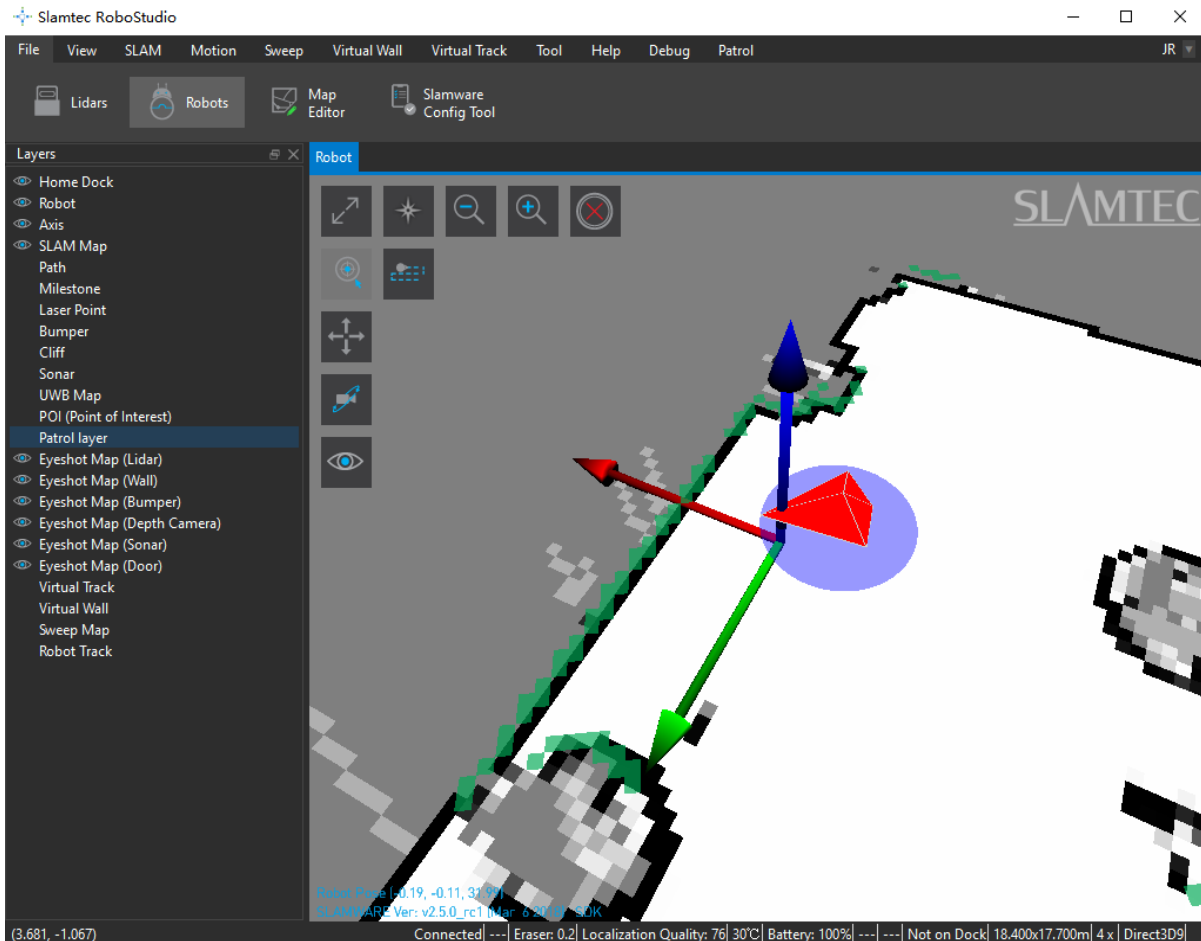 Slamtec RoboStudio
File View SLAM Motion Sweep Virtual Wall Virtual Track Tool Help Debug Patrol JR
Lidars Robots Map Editor Slamware Config Tool
Layers
Robot
Home Dock
Robot
Axis
SLAM Map
Path
Milestone
Laser Point
Bumper
Cliff
Sonar
UWB Map
POI (Point of Interest)
Patrol layer
Eyeshot Map (Lidar)
Eyeshot Map (Wall)
Eyeshot Map (Bumper)
Eyeshot Map (Depth Camera)
Eyeshot Map (Sonar)
Eyeshot Map (Door)
Virtual Track
Virtual Wall
Sweep Map
Robot Track
SLAMTEC
Robot Pose [-0.19, -0.11, 31.99]
SLAMWARE Ver: v2.5.0_rc1 [Mar 6 SDK
(3.681, -1.067) Connected --- Eraser: 0.2 Localization Quality: 76 30℃ Battery: 100% --- --- Not on Dock 18.400x17.700m 4 x Direct3D9